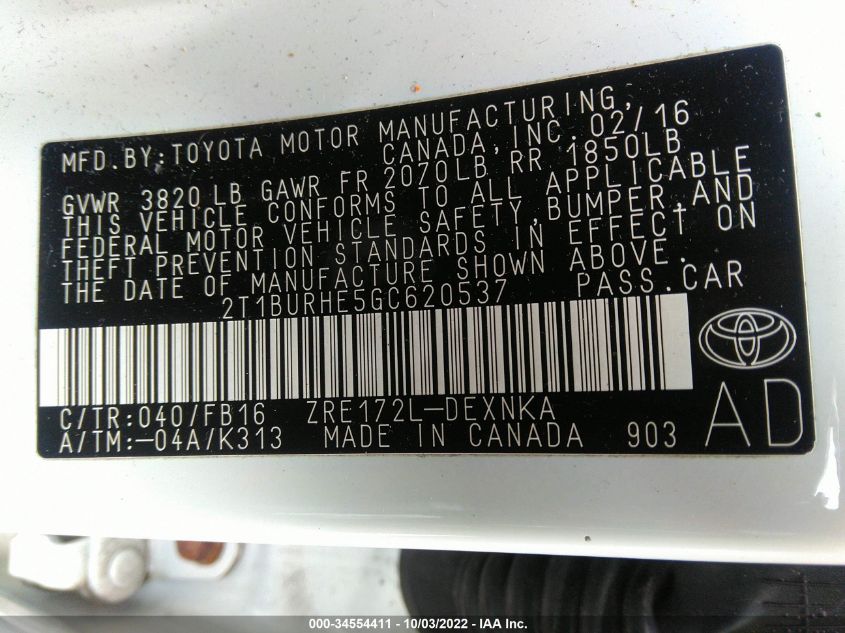 MFD.BY:TOYOTA MOTOR MANUFACTURING,
CANADA,INC. 02/16
GVWR 3820 LB GAWR FR 2070LB RR 1850LB
THIS VEHICLE CONFORMS TO ALL APPLICABLE
FEDERAL MOTOR VEHICLE SAFETY,BUMPER,AND
THEFT PREVENTION STANDARDS IN EFFECT ON
THE DATE OF MANUFACTURE SHOWN ABOVE.
2T1BURHE5GC620537 PASS.CAR
C/TR:040/FB16 ZRE172L-DEXNKA
A/TM:-04A/K313 MADE IN CANADA 903
AD
000-34554411 - 10/03/2022 - IAA Inc.